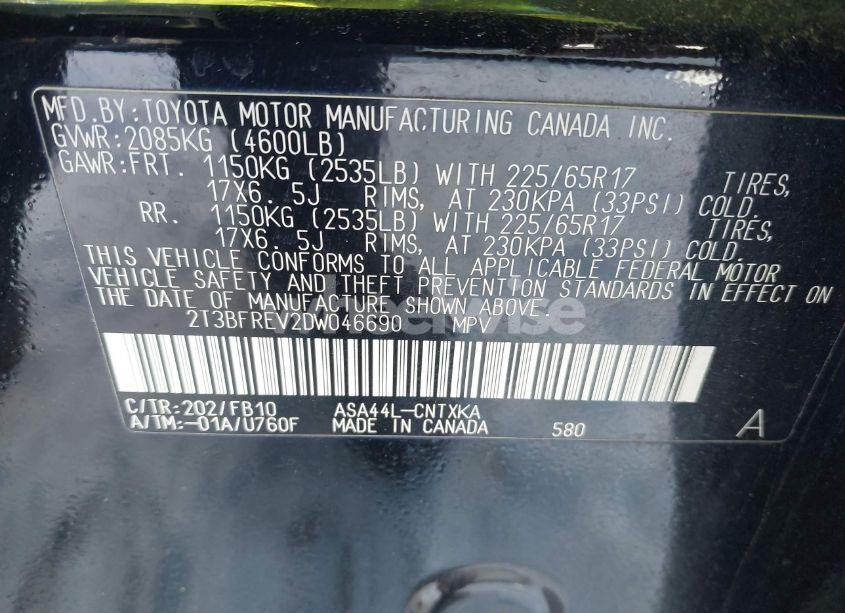 MFD.BY:TOYOTA MOTOR MANUFACTURING CANADA INC.
GVWR:2085KG (4600LB)
GAWR:FRT. 1150KG (2535LB) WITH 225/65R17 TIRES,
17X6. 5J RIMS, AT 230KPA (33PSI) COLD.
RR. 1150KG (2535LB) WITH 225/65R17 TIRES,
17X6. 5J RIMS, AT 230KPA (33PSI) COLD.
THIS VEHICLE CONFORMS TO ALL APPLICABLE FEDERAL MOTOR
VEHICLE SAFETY AND THEFT PREVENTION STANDARDS IN EFFECT ON
THE DATE OF MANUFACTURE SHOWN ABOVE.
2T3BFREV2DW046690 MPV
C/TR:202/FB10 ASA44L-CNTXKA
A/TM:-01A/U760F MADE IN CANADA 580 A